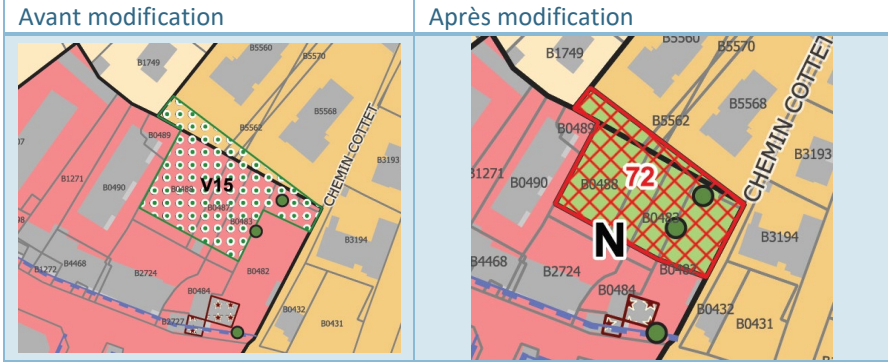 Avant modification
Après modification
B5560
B5570
B1749
B5568
CHEMIN COTTET
B0489
B5562
B3193
B1271
B0490
B0488
V15
B0487
B0483
B3194
B4468
B1272
B2724
B0482
B0484
B0432
B2727
B0431
B5560
B5570
B1749
B5568
CHEMIN-COTTET
B0489
B5562
B3193
B1271
B0490
B0488
72
B0483
N
B3194
B4468
B2724
B0484
B0432
B0431